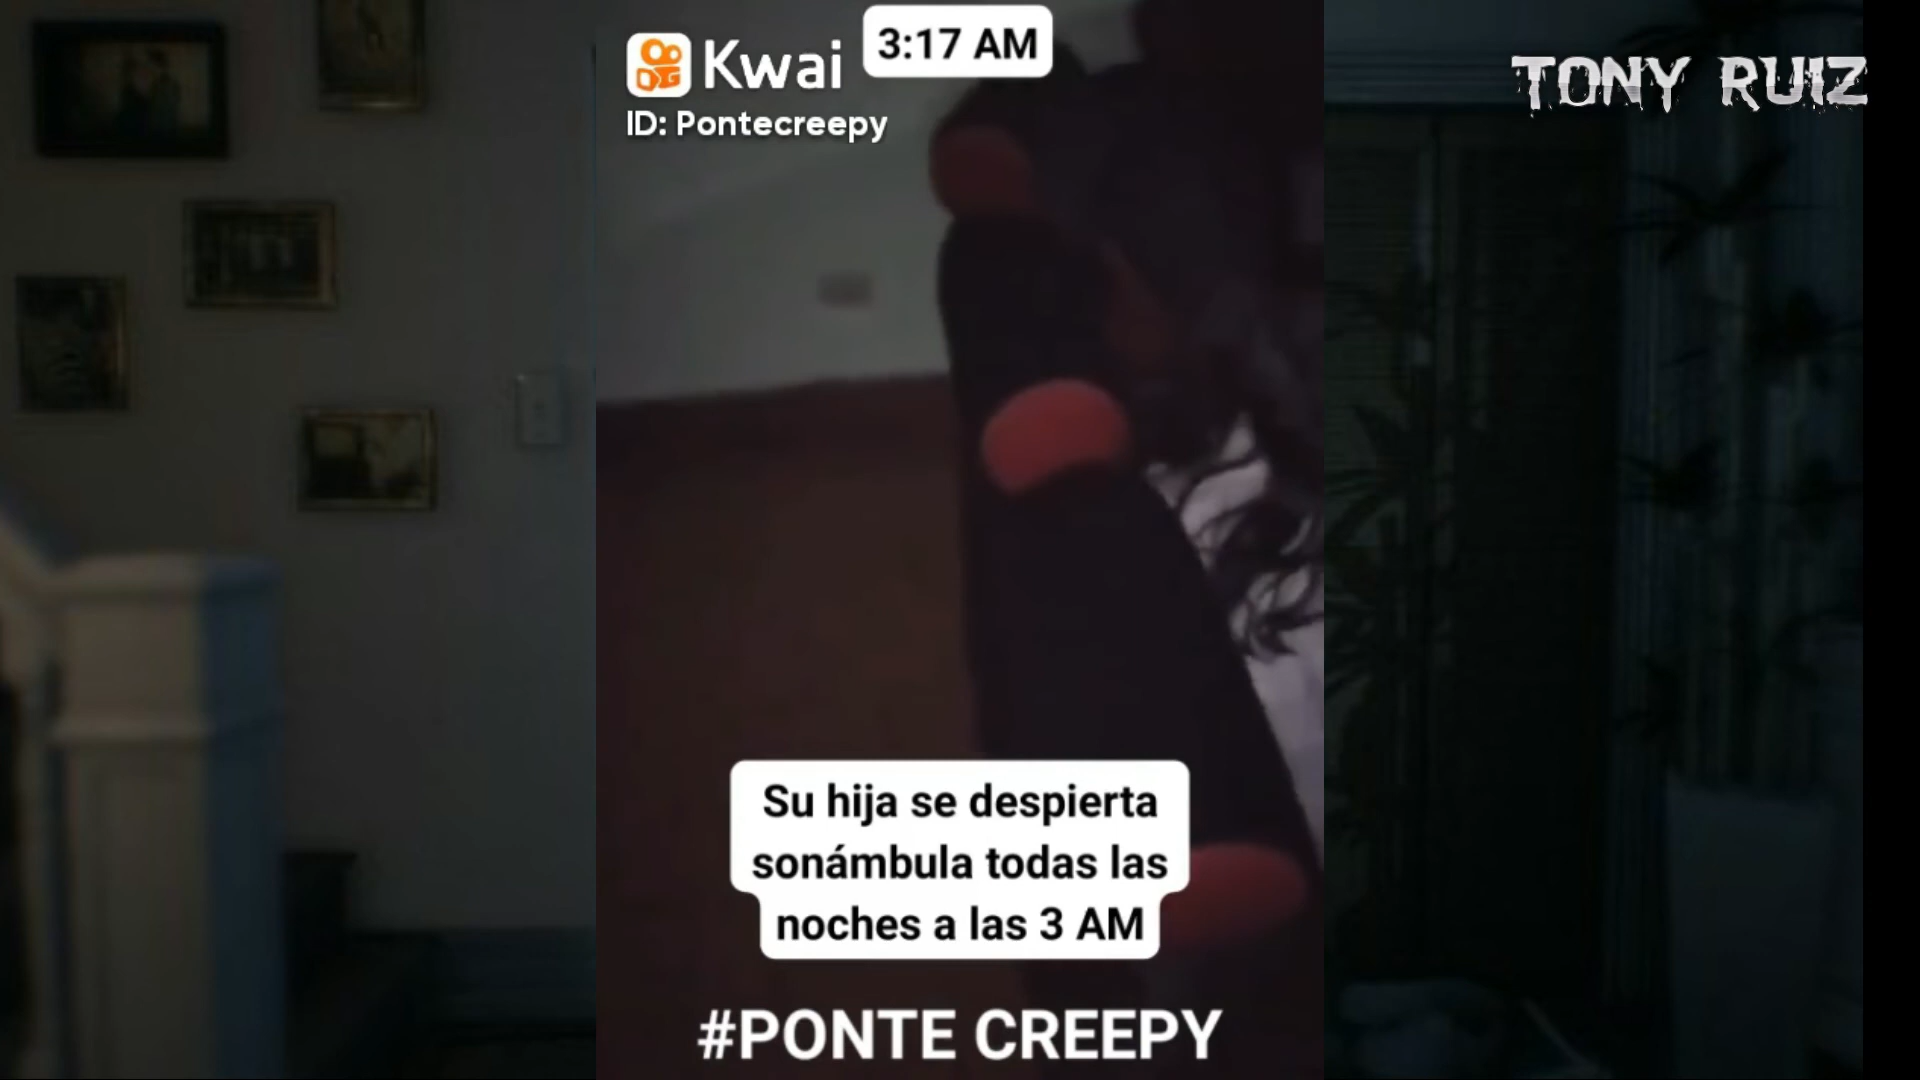 3:17 AM
Kwai
ID: Pontecreepy
TONY RUIZ
Su hija se despierta
sonámbula todas las
noches a las 3 AM
#PONTE CREEPY